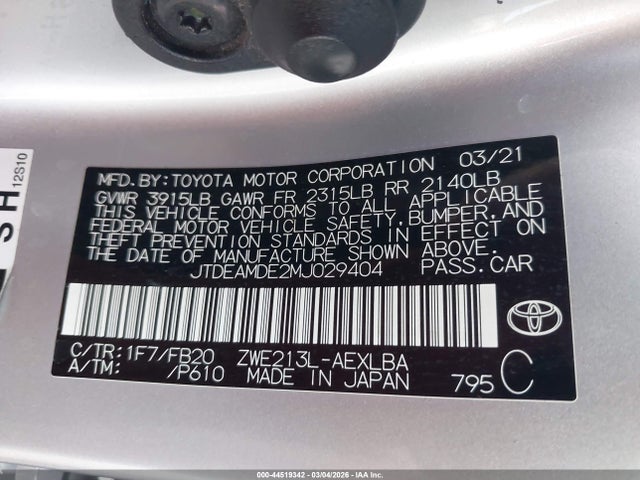 MFD.BY:TOYOTA MOTOR CORPORATION 03/21
GVWR 3915LB GAWR FR 2315LB RR 2140LB
THIS VEHICLE CONFORMS TO ALL APPLICABLE
FEDERAL MOTOR VEHICLE SAFETY, BUMPER, AND
THEFT PREVENTION STANDARDS IN EFFECT ON
THE DATE OF MANUFACTURE SHOWN ABOVE.
JTDEAMDE2MJ029404 PASS.CAR
C/TR:1F7/FB20 ZWE213L-AEXLBA
A/TM: /P610 MADE IN JAPAN 795 C
TOYOTA
SH
12S10
000-44519342 - 03/04/2026 - IAA, Inc.